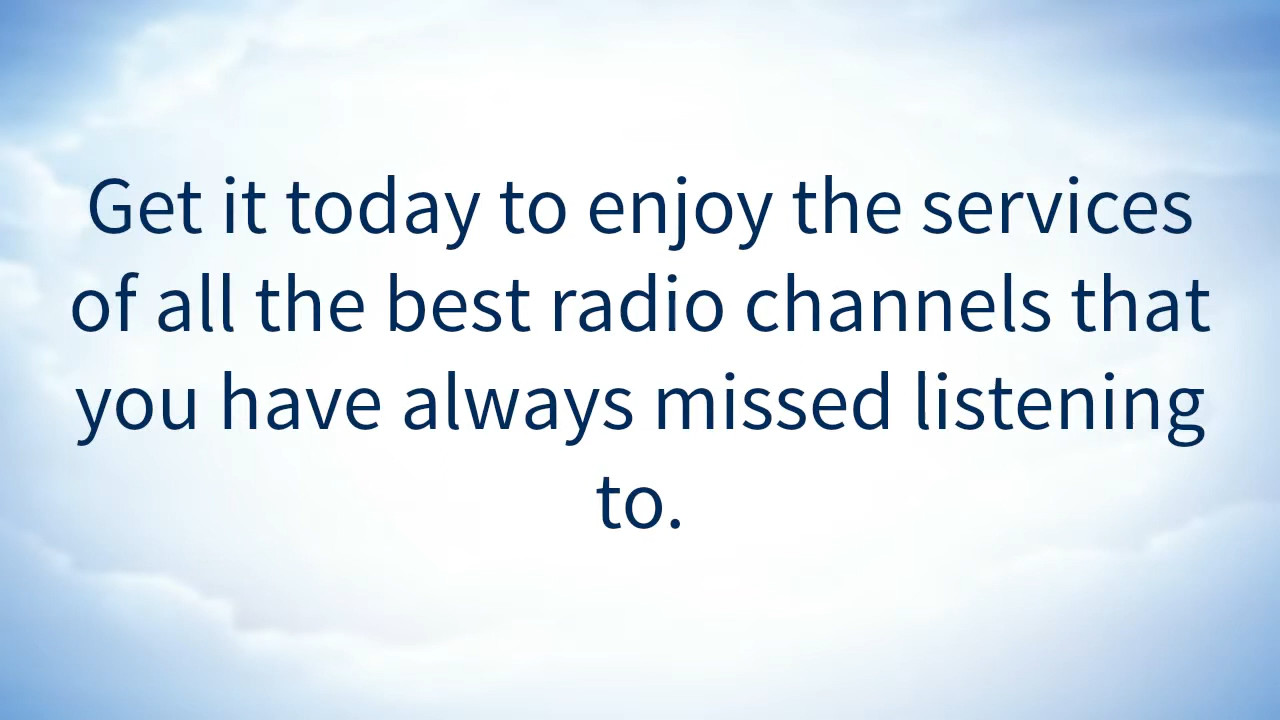 Get it today to enjoy the services
of all the best radio channels that
you have always missed listening
to.